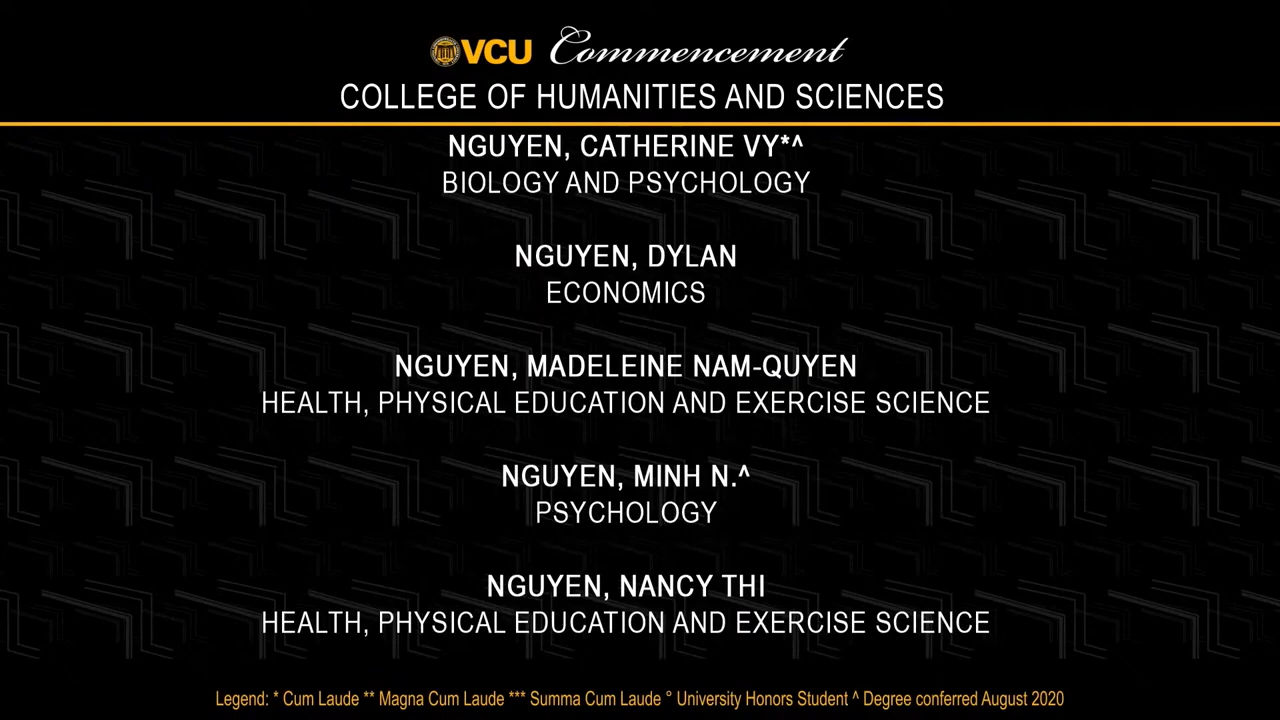 VCU Commencement
COLLEGE OF HUMANITIES AND SCIENCES
NGUYEN, CATHERINE VY*^
BIOLOGY AND PSYCHOLOGY
NGUYEN, DYLAN
ECONOMICS
NGUYEN, MADELEINE NAM-QUYEN
HEALTH, PHYSICAL EDUCATION AND EXERCISE SCIENCE
NGUYEN, MINH N.^
PSYCHOLOGY
NGUYEN, NANCY THI
HEALTH, PHYSICAL EDUCATION AND EXERCISE SCIENCE
Legend: * Cum Laude ** Magna Cum Laude *** Summa Cum Laude ° University Honors Student ^ Degree conferred August 2020